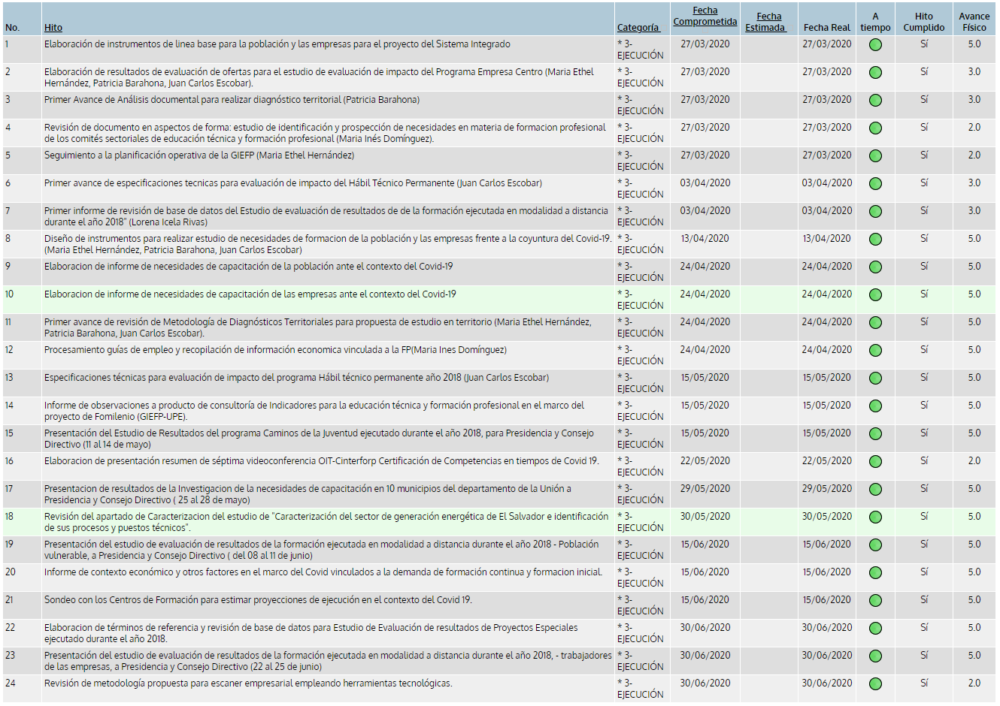 No. Hito Categoría Fecha Comprometida Fecha Estimada Fecha Real A tiempo Hito Cumplido Avance Físico
1 Elaboración de instrumentos de linea base para la población y las empresas para el proyecto del Sistema Integrado * 3- 27/03/2020 27/03/2020 Sí 5.0
EJECUCIÓN
2 Elaboración de resultados de evaluación de ofertas para el estudio de evaluación de impacto del Programa Empresa Centro (Maria Ethel * 3- 27/03/2020 27/03/2020 Sí 3.0
Hernández, Patricia Barahona, Juan Carlos Escobar). EJECUCIÓN
3 Primer Avance de Análisis documental para realizar diagnóstico territorial (Patricia Barahona) * 3- 27/03/2020 27/03/2020 Sí 3.0
EJECUCIÓN
4 Revisión de documento en aspectos de forma: estudio de identificación y prospección de necesidades en materia de formacion profesional * 3- 27/03/2020 27/03/2020 Sí 2.0
de los comités sectoriales de educación técnica y formación profesional (Maria Inés Domínguez). EJECUCIÓN
5 Seguimiento a la planificación operativa de la GIEFP (Maria Ethel Hernández) * 3- 27/03/2020 27/03/2020 Sí 2.0
EJECUCIÓN
6 Primer avance de especificaciones tecnicas para evaluación de impacto del Hábil Técnico Permanente (Juan Carlos Escobar) * 3- 03/04/2020 03/04/2020 Sí 3.0
EJECUCIÓN
7 Primer informe de revisión de base de datos del Estudio de evaluación de resultados de de la formación ejecutada en modalidad a distancia * 3- 03/04/2020 03/04/2020 Sí 3.0
durante el año 2018" (Lorena Icela Rivas) EJECUCIÓN
8 Diseño de instrumentos para realizar estudio de necesidades de formacion de la población y las empresas frente a la coyuntura del Covid-19. * 3- 13/04/2020 13/04/2020 Sí 5.0
(Maria Ethel Hernández, Patricia Barahona, Juan Carlos Escobar) EJECUCIÓN
9 Elaboracion de informe de necesidades de capacitación de la población ante el contexto del Covid-19 * 3- 24/04/2020 24/04/2020 Sí 5.0
EJECUCIÓN
10 Elaboracion de informe de necesidades de capacitación de las empresas ante el contexto del Covid-19 * 3- 24/04/2020 24/04/2020 Sí 5.0
EJECUCIÓN
11 Primer avance de revisión de Metodología de Diagnósticos Territoriales para propuesta de estudio en territorio (Maria Ethel Hernández, * 3- 24/04/2020 24/04/2020 Sí 5.0
Patricia Barahona, Juan Carlos Escobar). EJECUCIÓN
12 Procesamiento guías de empleo y recopilación de información economica vinculada a la FP(Maria Ines Domínguez) * 3- 24/04/2020 24/04/2020 Sí 5.0
EJECUCIÓN
13 Especificaciones técnicas para evaluación de impacto del programa Hábil técnico permanente año 2018 (Juan Carlos Escobar) * 3- 15/05/2020 15/05/2020 Sí 5.0
EJECUCIÓN
14 Informe de observaciones a producto de consultoría de Indicadores para la educación técnica y formación profesional en el marco del * 3- 15/05/2020 15/05/2020 Sí 5.0
proyecto de Fomilenio (GIEFP-UPE). EJECUCIÓN
15 Presentación del Estudio de Resultados del programa Caminos de la Juventud ejecutado durante el año 2018, para Presidencia y Consejo * 3- 15/05/2020 15/05/2020 Sí 5.0
Directivo (11 al 14 de mayo) EJECUCIÓN
16 Elaboracion de presentación resumen de séptima videoconferencia OIT-Cinterforp Certificación de Competencias en tiempos de Covid 19. * 3- 22/05/2020 22/05/2020 Sí 2.0
EJECUCIÓN
17 Presentacion de resultados de la Investigacion de la necesidades de capacitación en 10 municipios del departamento de la Unión a * 3- 29/05/2020 29/05/2020 Sí 5.0
Presidencia y Consejo Directivo ( 25 al 28 de mayo) EJECUCIÓN
18 Revisión del apartado de Caracterizacion del estudio de "Caracterización del sector de generación energética de El Salvador e identificación * 3- 30/05/2020 30/05/2020 Sí 5.0
de sus procesos y puestos técnicos". EJECUCIÓN
19 Presentación del estudio de evaluación de resultados de la formación ejecutada en modalidad a distancia durante el año 2018 - Población * 3- 15/06/2020 15/06/2020 Sí 5.0
vulnerable, a Presidencia y Consejo Directivo ( del 08 al 11 de junio) EJECUCIÓN
20 Informe de contexto económico y otros factores en el marco del Covid vinculados a la demanda de formación continua y formacion inicial. * 3- 15/06/2020 15/06/2020 Sí 5.0
EJECUCIÓN
21 Sondeo con los Centros de Formación para estimar proyecciones de ejecución en el contexto del Covid 19. * 3- 15/06/2020 15/06/2020 Sí 5.0
EJECUCIÓN
22 Elaboracion de términos de referencia y revisión de base de datos para Estudio de Evaluación de resultados de Proyectos Especiales * 3- 30/06/2020 30/06/2020 Sí 5.0
ejecutado durante el año 2018. EJECUCIÓN
23 Presentación del estudio de evaluación de resultados de la formación ejecutada en modalidad a distancia durante el año 2018, - trabajadores * 3- 30/06/2020 30/06/2020 Sí 5.0
de las empresas, a Presidencia y Consejo Directivo (22 al 25 de junio) EJECUCIÓN
24 Revisión de metodología propuesta para escaner empresarial empleando herramientas tecnológicas. * 3- 30/06/2020 30/06/2020 Sí 2.0
EJECUCIÓN